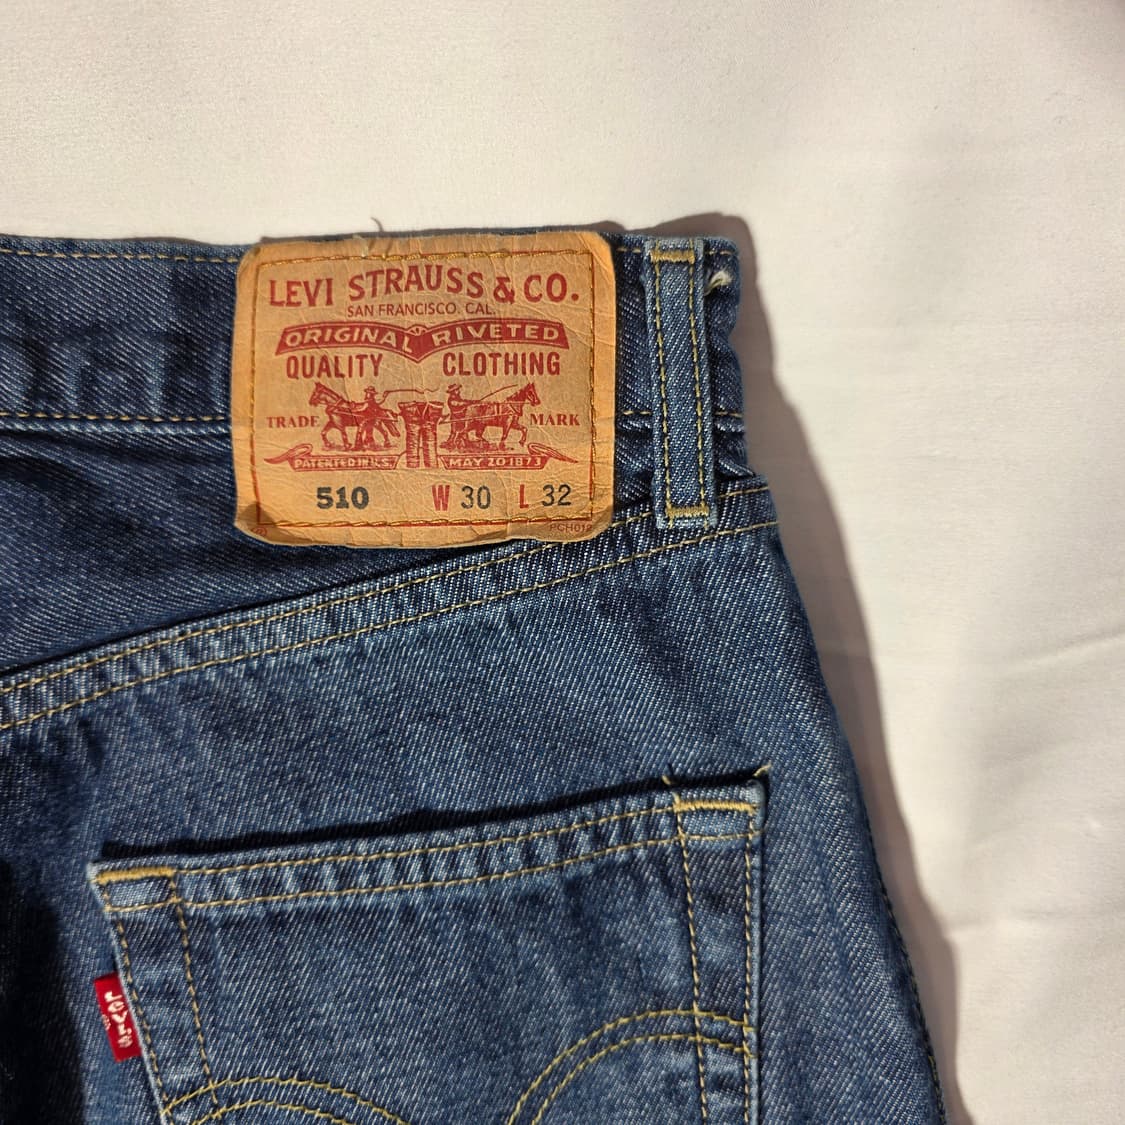 LEVI STRAUSS & CO.
SAN FRANCISCO. CAL.
ORIGINAL RIVETED
QUALITY CLOTHING
TRADE MARK
PATENTED IN U.S. MAY 20 1873
510 W 30 L 32
PCH018
LEVI'S